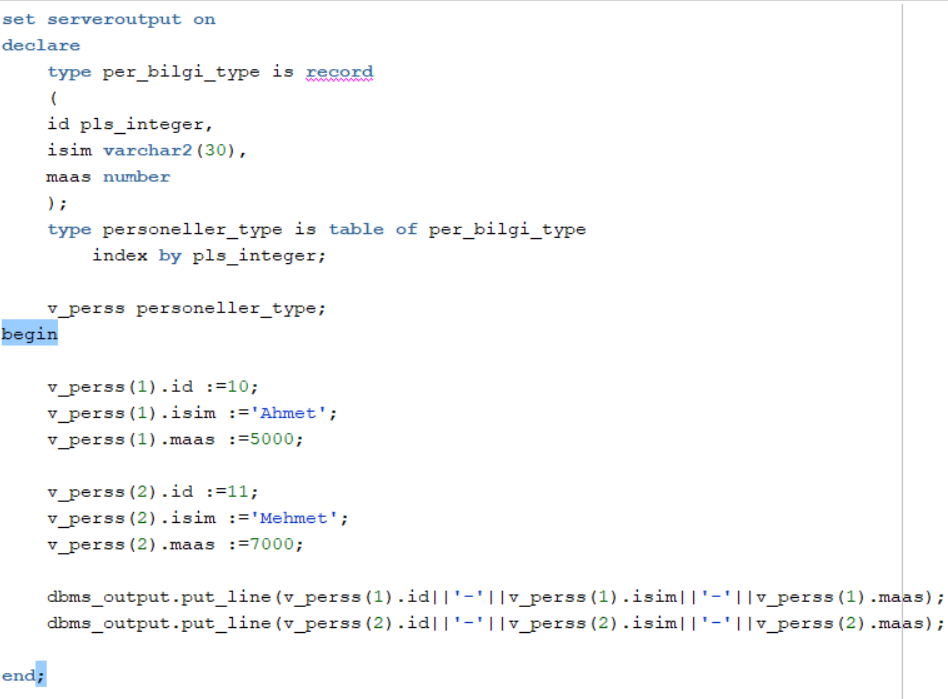 set serveroutput on
declare
type per_bilgi_type is record
(
id pls_integer,
isim varchar2(30),
maas number
);
type personeller_type is table of per_bilgi_type
index by pls_integer;
v_perss personeller_type;
begin
v_perss(1).id :=10;
v_perss(1).isim :='Ahmet';
v_perss(1).maas :=5000;
v_perss(2).id :=11;
v_perss(2).isim :='Mehmet';
v_perss(2).maas :=7000;
dbms_output.put_line(v_perss(1).id||'-'||v_perss(1).isim||'-'||v_perss(1).maas);
dbms_output.put_line(v_perss(2).id||'-'||v_perss(2).isim||'-'||v_perss(2).maas);
end;